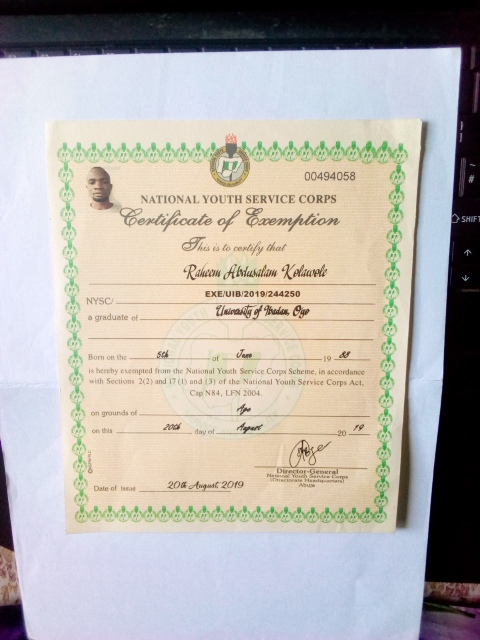 00494058
NATIONAL YOUTH SERVICE CORPS
Certificate of Exemption
This is to certify that
Raheem Abdusalam Kolawole
NYSC/ EXE/UIB/2019/244250
a graduate of University of Ibadan, Oyo
Born on the 5th of June 19 88
is hereby exempted from the National Youth Service Corps Scheme, in accordance
with Sections 2(2) and 17(1) and (3) of the National Youth Service Corps Act,
Cap N84, LFN 2004.
on grounds of Age
on this 20th day of August 20 19
Director-General
National Youth Service Corps
(Directorate Headquarters)
Abuja
Date of Issue 20th August 2019
#
SHIFT